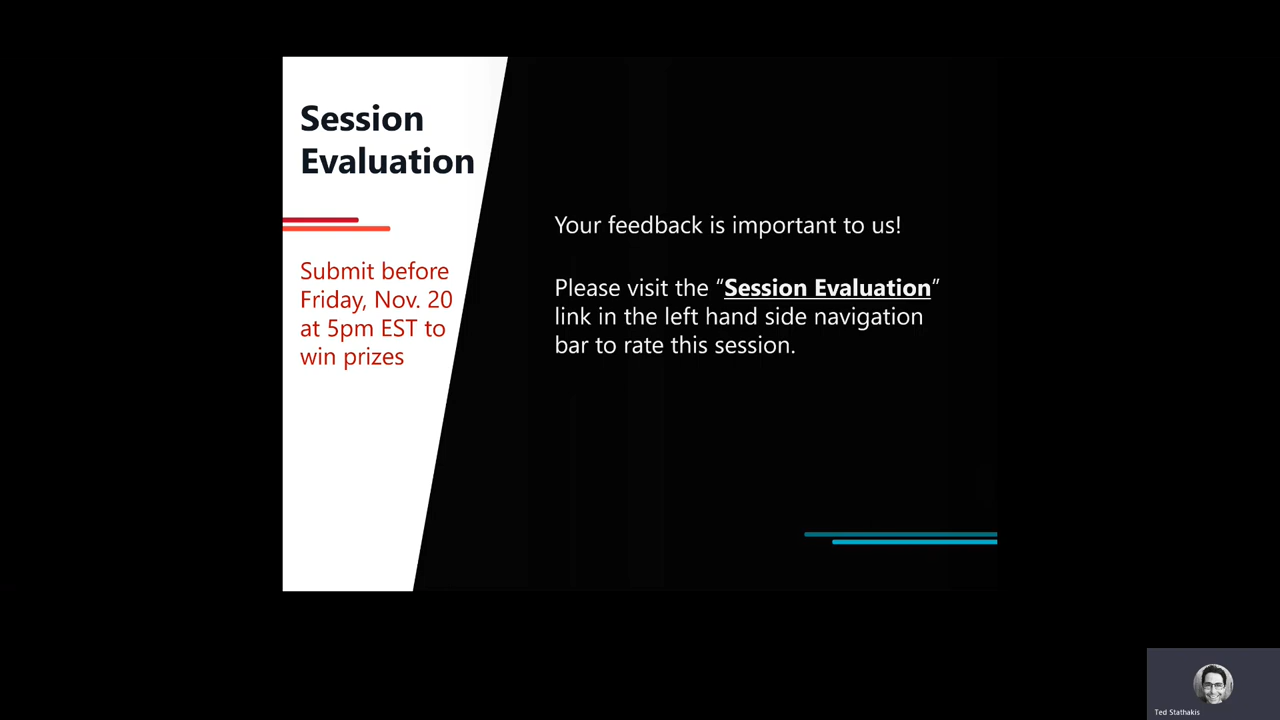 Session
Evaluation
Submit before
Friday, Nov. 20
at 5pm EST to
win prizes
Your feedback is important to us!
Please visit the “Session Evaluation”
link in the left hand side navigation
bar to rate this session.
Ted Stathakis